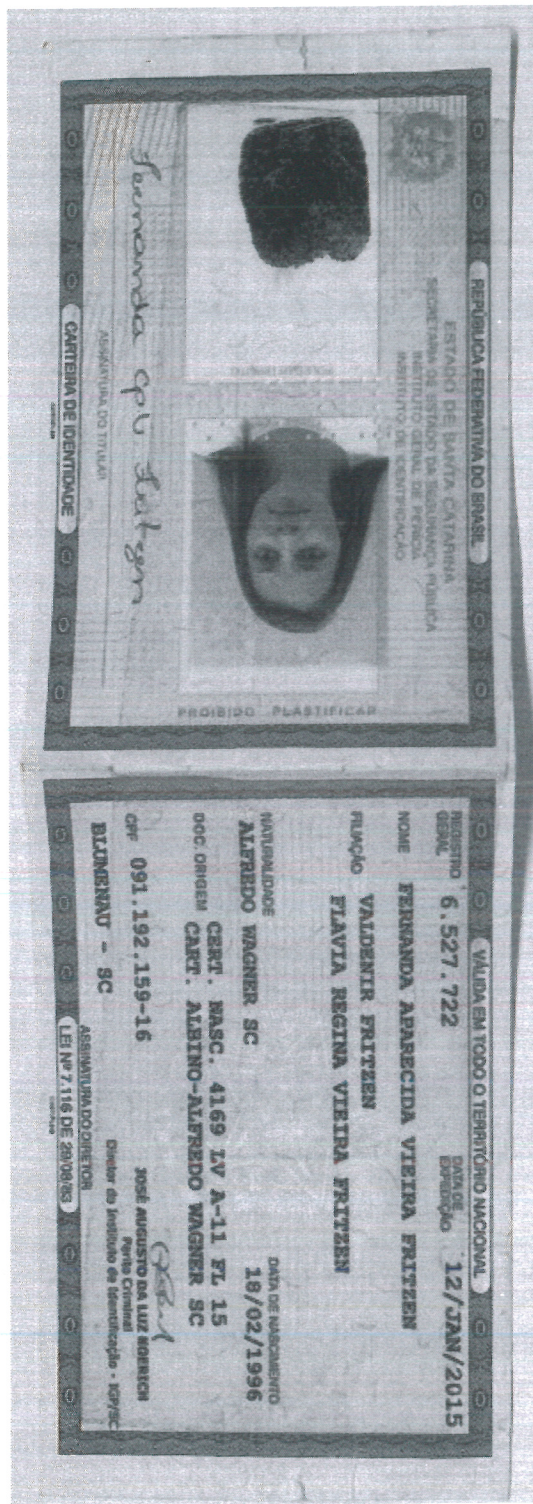 REPÚBLICA FEDERATIVA DO BRASIL
ESTADO DE SANTA CATARINA
SECRETARIA DE ESTADO DA SEGURANÇA PÚBLICA
INSTITUTO GERAL DE PERÍCIA
INSTITUTO DE IDENTIFICAÇÃO
POLEGAR DIREITO
PROIBIDO PLASTIFICAR
Fernanda Fritzen
ASSINATURA DO TITULAR
CARTEIRA DE IDENTIDADE
VÁLIDA EM TODO O TERRITÓRIO NACIONAL
REGISTRO GERAL 6.527.722 DATA DE EXPEDIÇÃO 12/JAN/2015
NOME FERNANDA APARECIDA VIEIRA FRITZEN
FILIAÇÃO VALDENIR FRITZEN
FLAVIA REGINA VIEIRA FRITZEN
NATURALIDADE DATA DE NASCIMENTO
ALFREDO WAGNER SC 18/02/1996
DOC. ORIGEM CERT. NASC. 4169 LV A-11 FL 15
CART. ALBINO-ALFREDO WAGNER SC
CPF 091.192.159-16
BLUMENAU - SC
JOSÉ AUGUSTO DA LUZ KOERICH
Perito Criminal
Diretor do Instituto de Identificação - IGP/SC
ASSINATURA DO DIRETOR
LEI Nº 7.116 DE 29/08/83